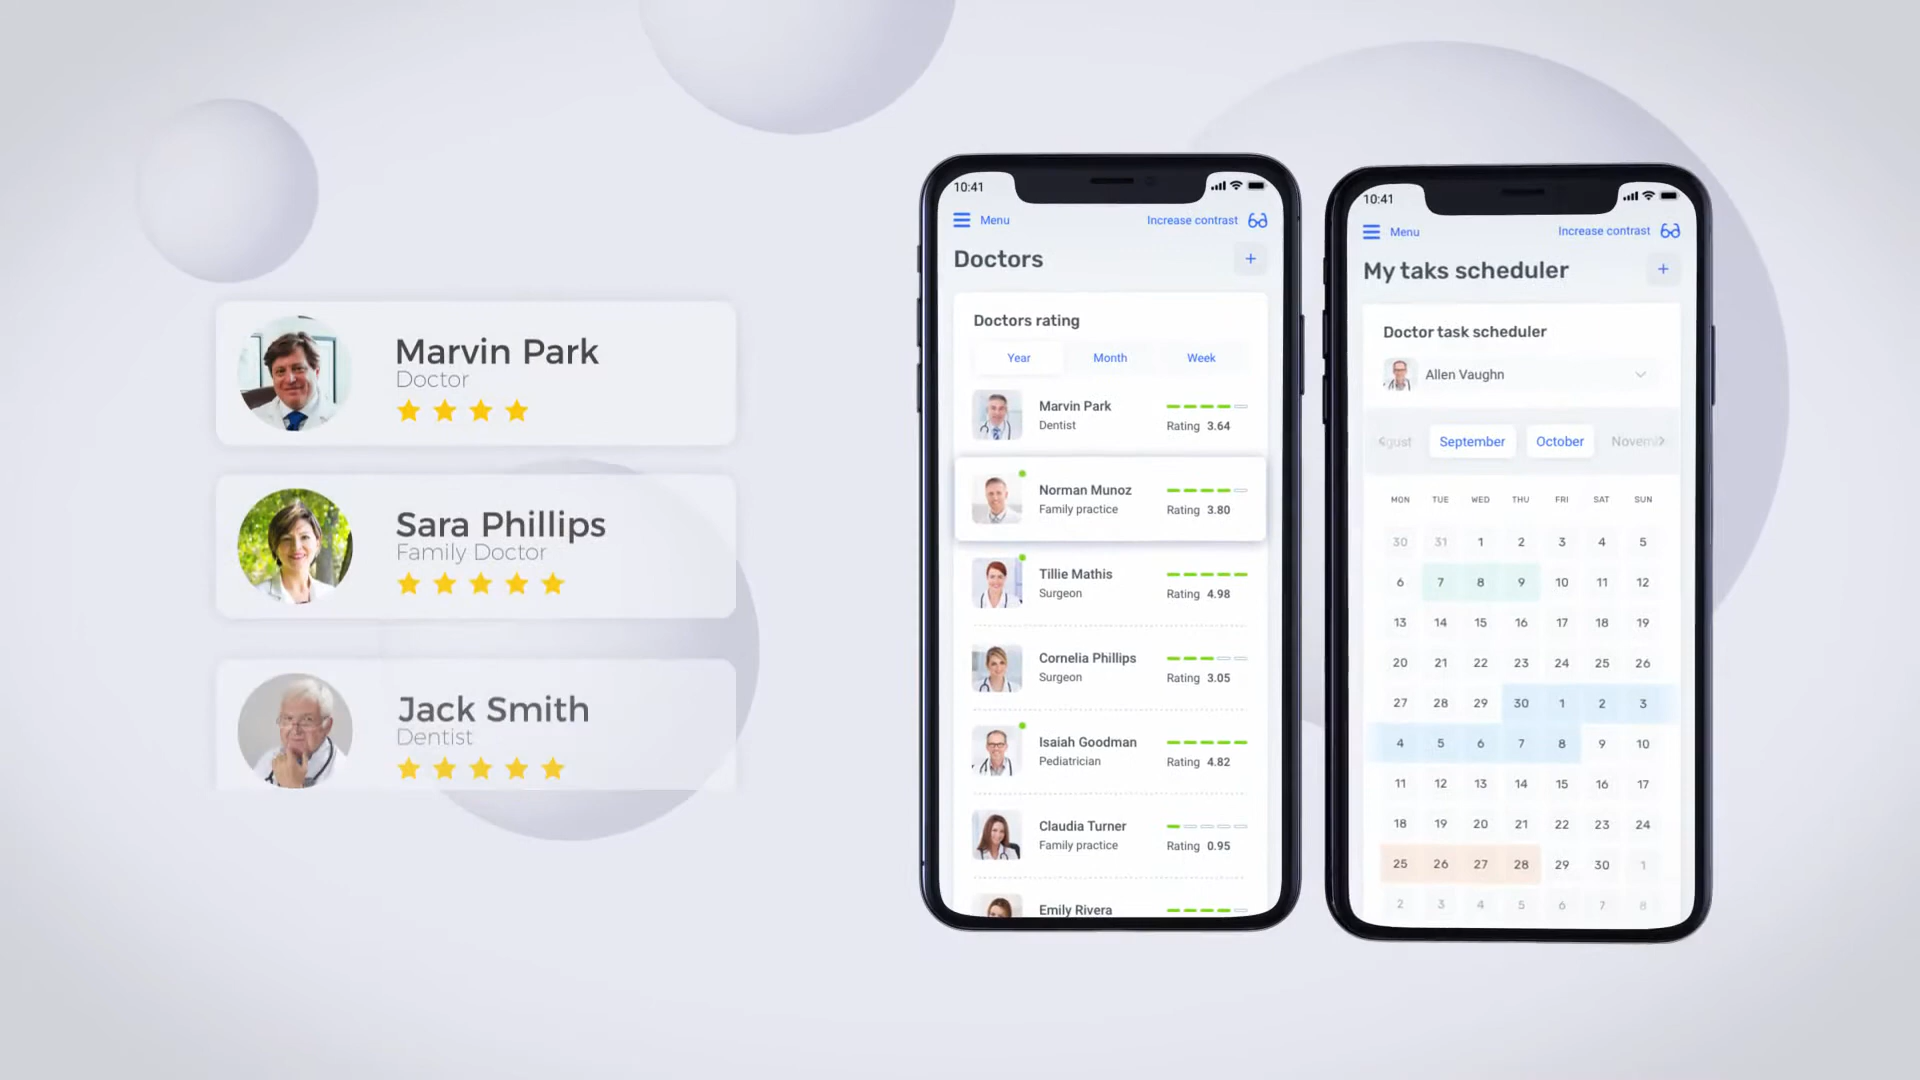 Marvin Park
Doctor
Sara Phillips
Family Doctor
Jack Smith
Dentist
10:41
Menu
Increase contrast
Doctors
+
Doctors rating
Year Month Week
Marvin Park
Dentist
Rating 3.64
Norman Munoz
Family practice
Rating 3.80
Tillie Mathis
Surgeon
Rating 4.98
Cornelia Phillips
Surgeon
Rating 3.05
Isaiah Goodman
Pediatrician
Rating 4.82
Claudia Turner
Family practice
Rating 0.95
Emily Rivera
10:41
Menu
Increase contrast
My taks scheduler
+
Doctor task scheduler
Allen Vaughn
gust September October Novem
MON TUE WED THU FRI SAT SUN
30 31 1 2 3 4 5
6 7 8 9 10 11 12
13 14 15 16 17 18 19
20 21 22 23 24 25 26
27 28 29 30 1 2 3
4 5 6 7 8 9 10
11 12 13 14 15 16 17
18 19 20 21 22 23 24
25 26 27 28 29 30 1
2 3 4 5 6 7 8